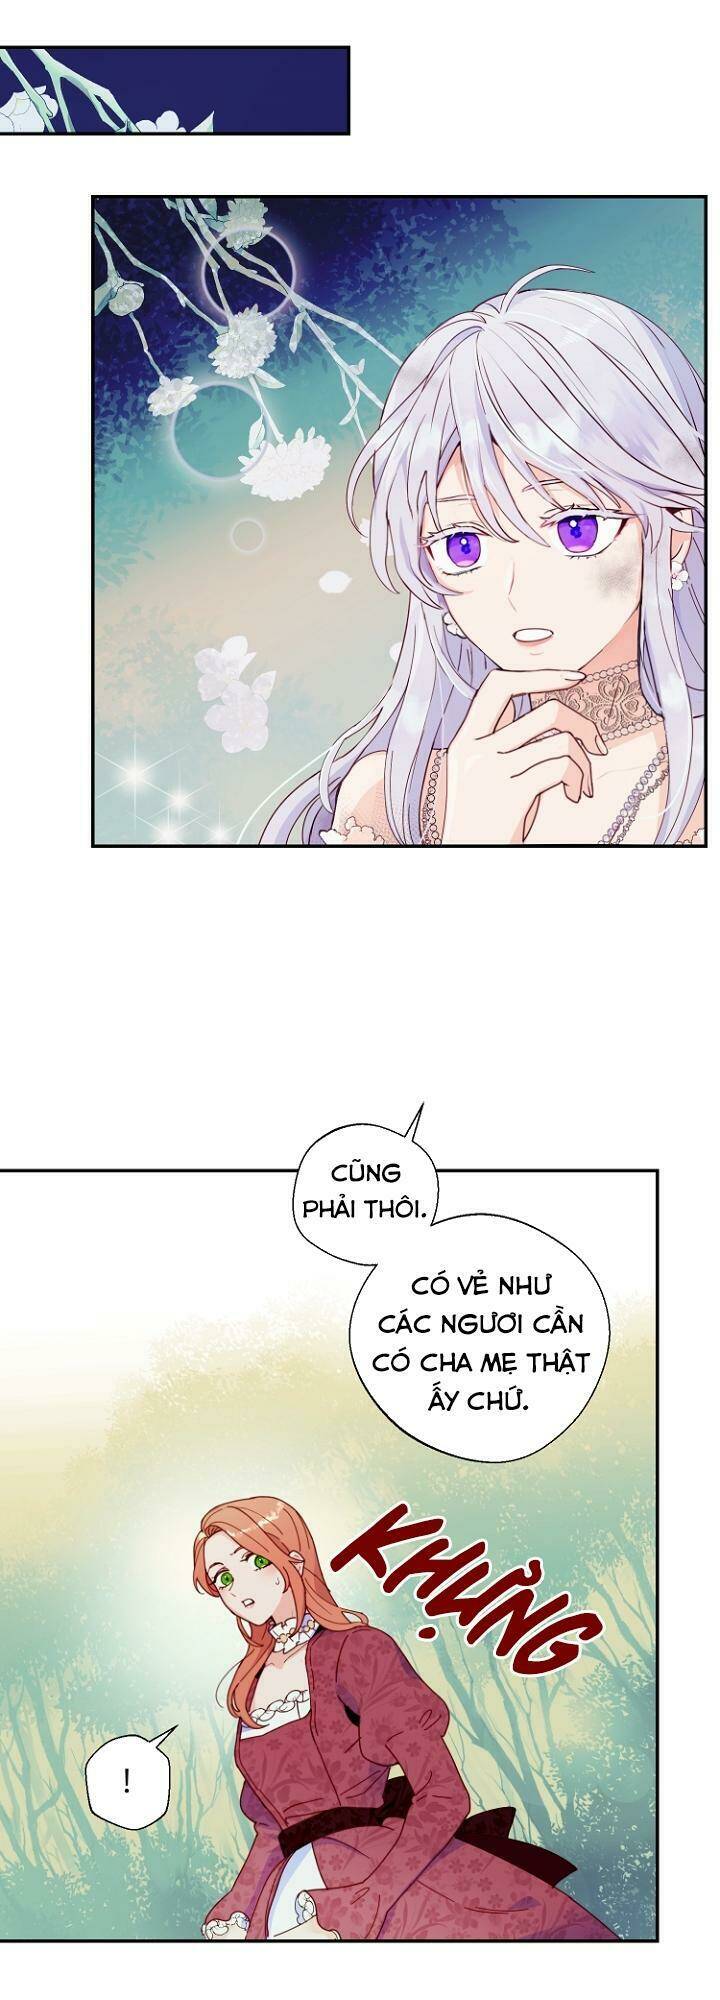 CŨNG
PHẢI THÔI.
CÓ VẺ NHƯ
CÁC NGƯƠI CẦN
CÓ CHA MẸ THẬT
ẤY CHỨ.
KHỰNG
!